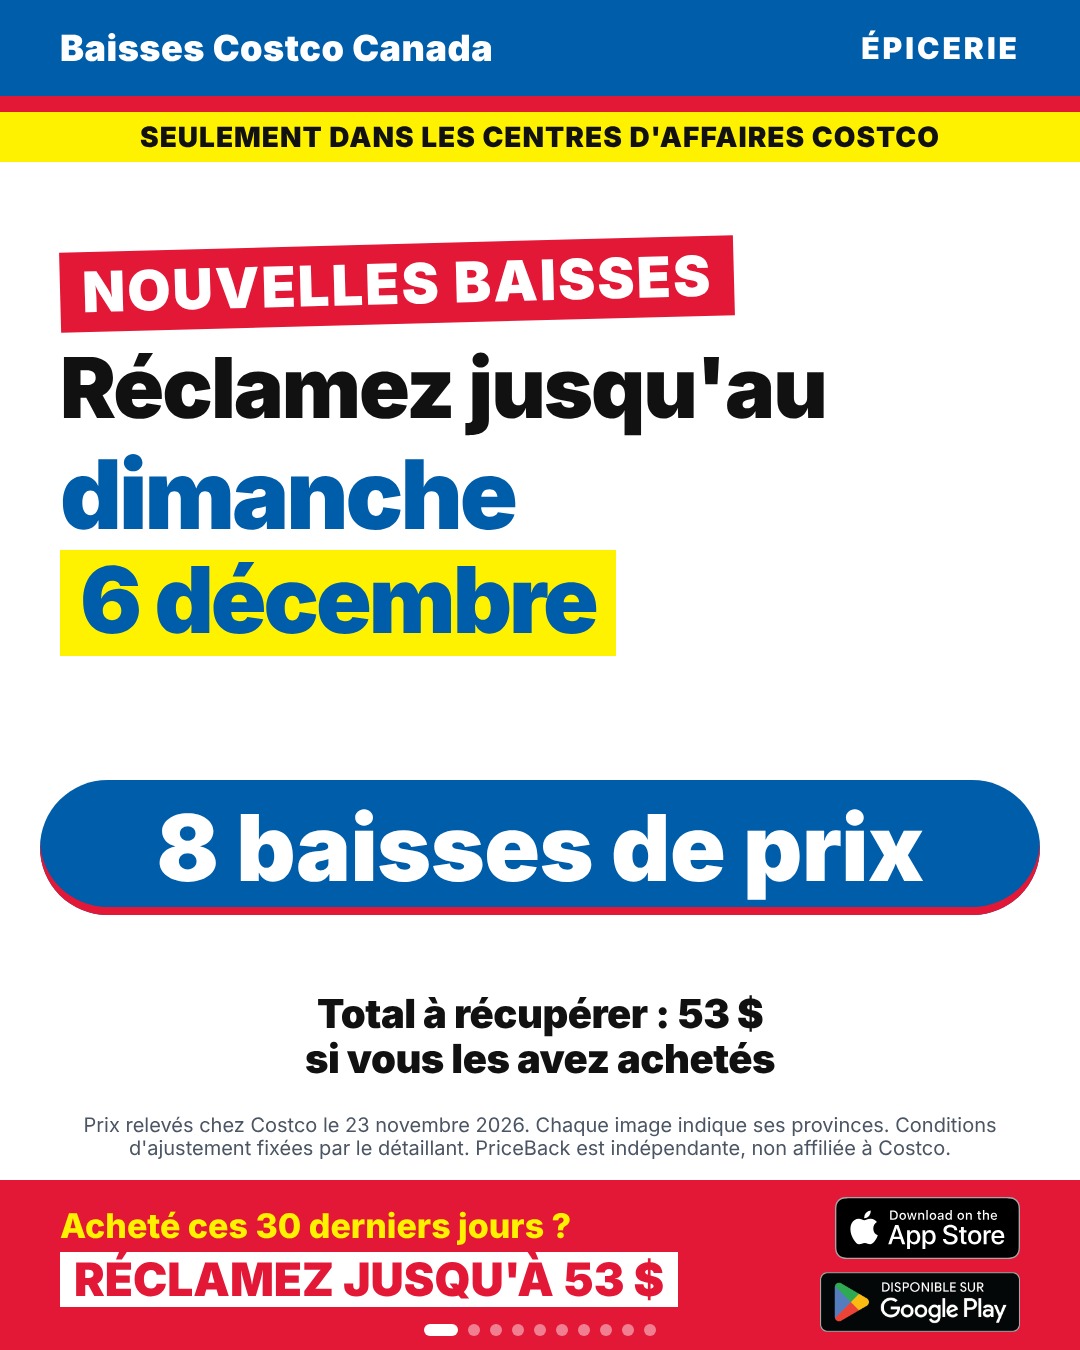 Baisses Costco Canada
ÉPICERIE
SEULEMENT DANS LES CENTRES D'AFFAIRES COSTCO
NOUVELLES BAISSES
Réclamez jusqu'au
dimanche
6 décembre
8 baisses de prix
Total à récupérer : 53 $
si vous les avez achetés
Prix relevés chez Costco le 23 novembre 2026. Chaque image indique ses provinces. Conditions
d'ajustement fixées par le détaillant. PriceBack est indépendante, non affiliée à Costco.
Acheté ces 30 derniers jours ?
RÉCLAMEZ JUSQU'À 53 $
Download on the
App Store
DISPONIBLE SUR
Google Play